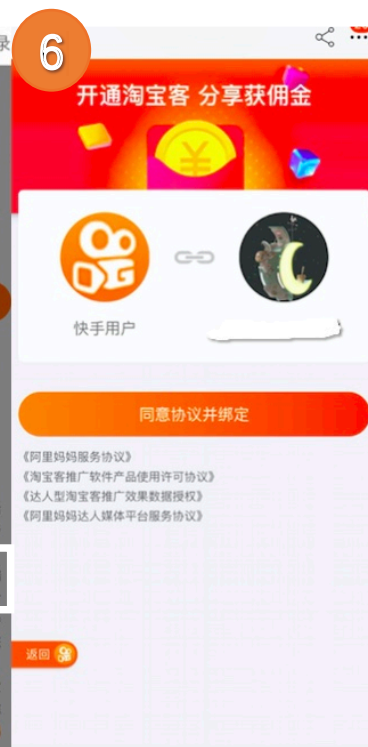 录
6
开通淘宝客 分享获佣金
快手用户
同意协议并绑定
《阿里妈妈服务协议》
《淘宝客推广软件产品使用许可协议》
《达人型淘宝客推广效果数据授权》
《阿里妈妈达人媒体平台服务协议》
返回